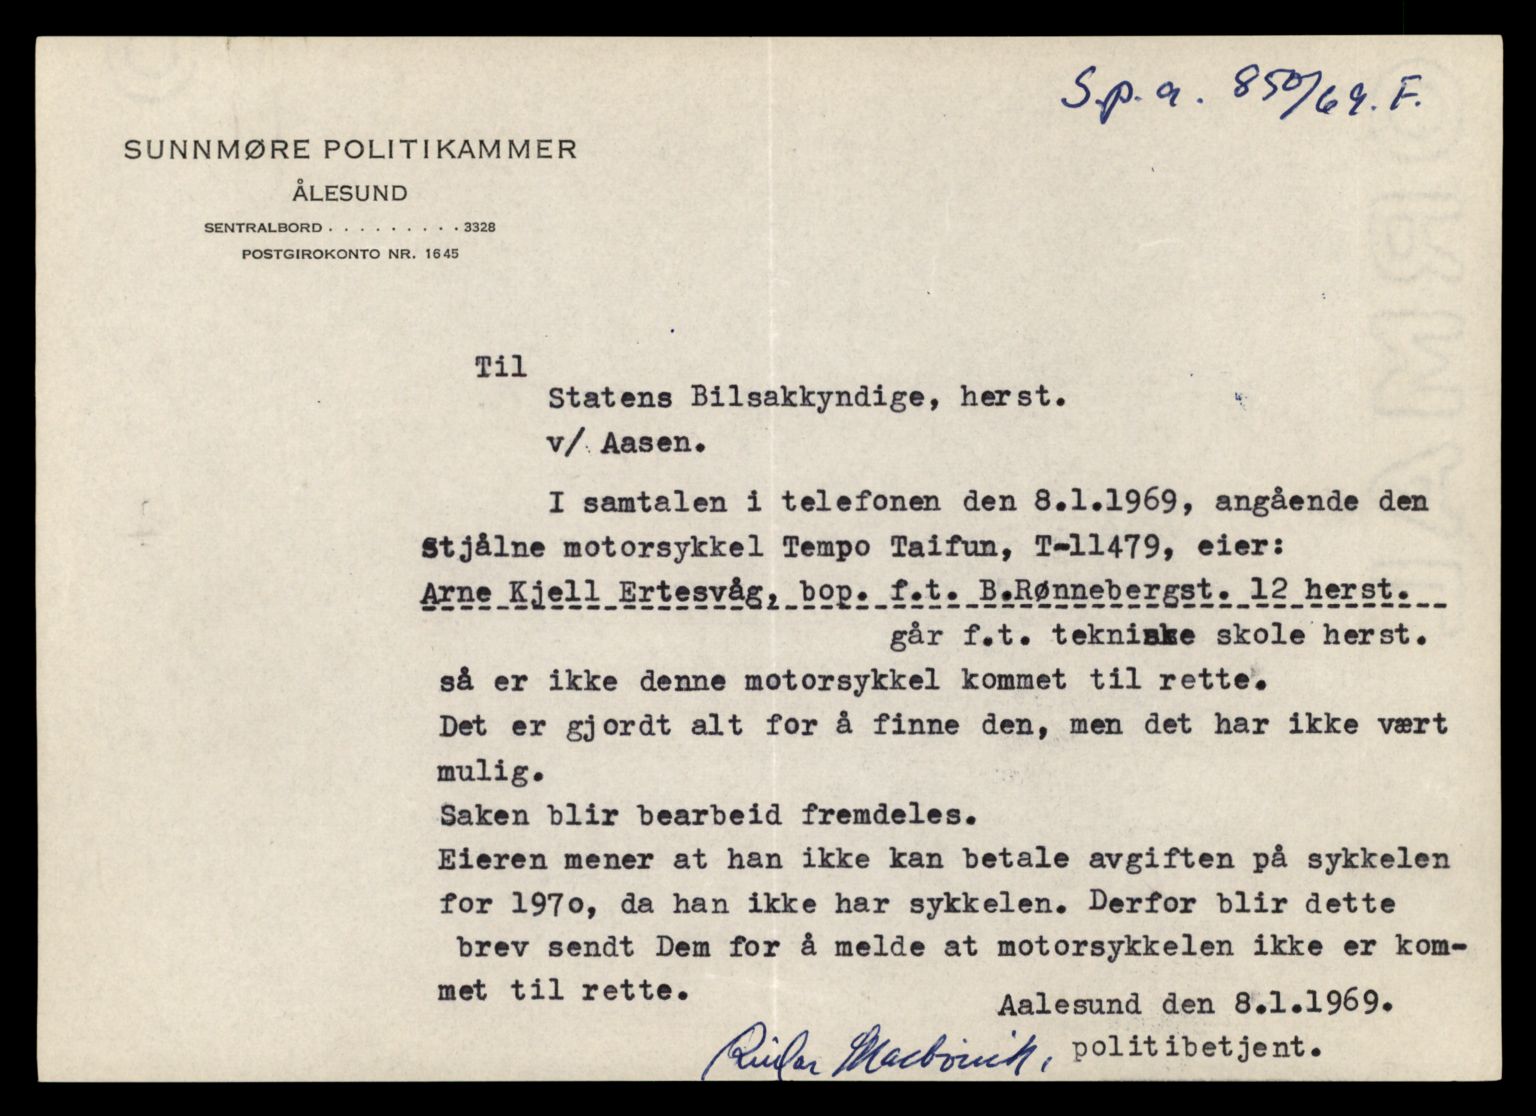 S.p.a. 850/69. F.
SUNNMØRE POLITIKAMMER
ÅLESUND
SENTRALBORD . . . . . . . . . 3328
POSTGIROKONTO NR. 1645
Til
Statens Bilsakkyndige, herst.
v/ Aasen.
I samtalen i telefonen den 8.1.1969, angående den
stjålne motorsykkel Tempo Taifun, T-11479, eier:
Arne Kjell Ertesvåg, bop. f.t. B.Rønnebergst. 12 herst.
går f.t. tekniske skole herst.
så er ikke denne motorsykkel kommet til rette.
Det er gjordt alt for å finne den, men det har ikke vært
mulig.
Saken blir bearbeid fremdeles.
Eieren mener at han ikke kan betale avgiften på sykkelen
for 197o, da han ikke har sykkelen. Derfor blir dette
brev sendt Dem for å melde at motorsykkelen ikke er kom-
met til rette.
Aalesund den 8.1.1969.
politibetjent.